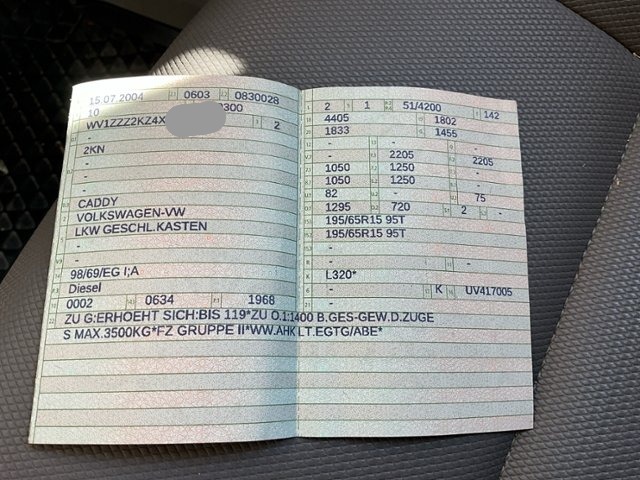 15.07.2004 0603 0830028
10 0300
WV1ZZZ2KZ4X 2
-
2KN
-
-
-
CADDY
VOLKSWAGEN-VW
LKW GESCHL.KASTEN
-
-
98/69/EG I;A
Diesel
0002 0634 1968
2 1 51/4200 142
4405 1802
1833 1455
- - -
- 2205 2205
1050 1250 -
1050 1250 -
82 - 75
1295 720 2 -
195/65R15 95T
195/65R15 95T
-
- -
L320*
- K UV417005
-
ZU G:ERHOEHT SICH:BIS 119*ZU O.1:1400 B.GES-GEW.D.ZUGE
S MAX.3500KG*FZ GRUPPE II*WW.AHK LT.EGTG/ABE*